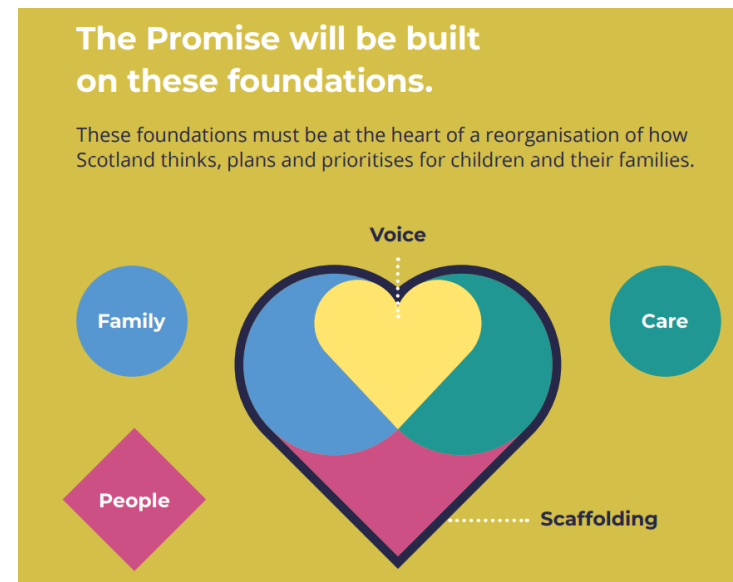 The Promise will be built
on these foundations.
These foundations must be at the heart of a reorganisation of how
Scotland thinks, plans and prioritises for children and their families.
Voice
Family
Care
People
Scaffolding